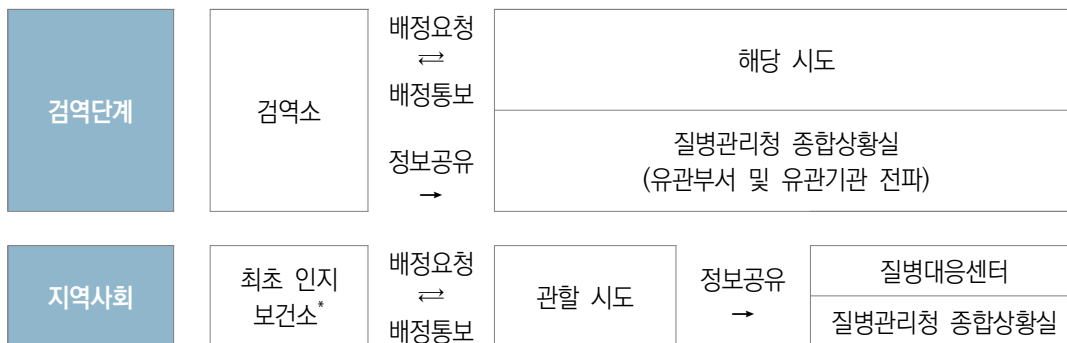 검역단계
검역소
배정요청
⇄
배정통보
정보공유
→
해당 시도
질병관리청 종합상황실
(유관부서 및 유관기관 전파)
지역사회
최초 인지
보건소*
배정요청
⇄
배정통보
관할 시도
정보공유
→
질병대응센터
질병관리청 종합상황실